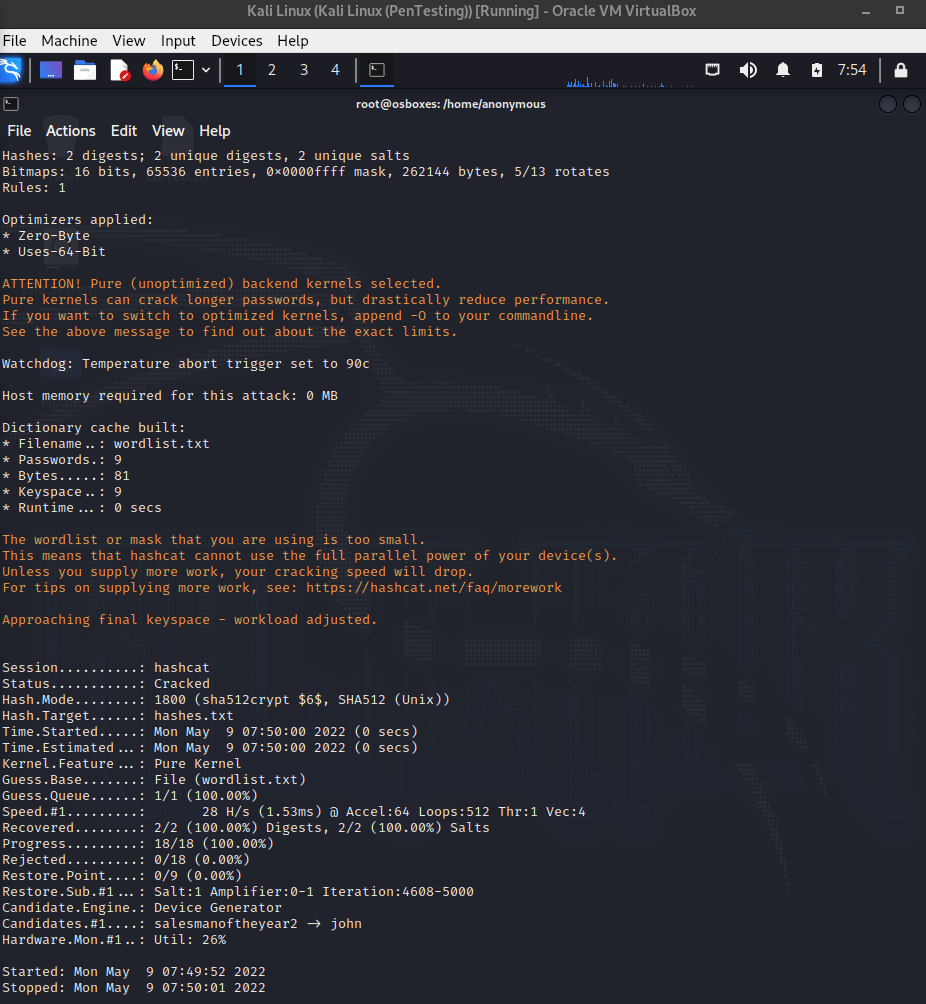 Kali Linux (Kali Linux (PenTesting)) [Running] - Oracle VM VirtualBox
File Machine View Input Devices Help
1 2 3 4 7:54
root@osboxes: /home/anonymous
File Actions Edit View Help
Hashes: 2 digests; 2 unique digests, 2 unique salts
Bitmaps: 16 bits, 65536 entries, 0×0000ffff mask, 262144 bytes, 5/13 rotates
Rules: 1
Optimizers applied:
* Zero-Byte
* Uses-64-Bit
ATTENTION! Pure (unoptimized) backend kernels selected.
Pure kernels can crack longer passwords, but drastically reduce performance.
If you want to switch to optimized kernels, append -O to your commandline.
See the above message to find out about the exact limits.
Watchdog: Temperature abort trigger set to 90c
Host memory required for this attack: 0 MB
Dictionary cache built:
* Filename..: wordlist.txt
* Passwords.: 9
* Bytes.....: 81
* Keyspace..: 9
* Runtime...: 0 secs
The wordlist or mask that you are using is too small.
This means that hashcat cannot use the full parallel power of your device(s).
Unless you supply more work, your cracking speed will drop.
For tips on supplying more work, see: https://hashcat.net/faq/morework
Approaching final keyspace - workload adjusted.
Session..........: hashcat
Status...........: Cracked
Hash.Mode........: 1800 (sha512crypt $6$, SHA512 (Unix))
Hash.Target......: hashes.txt
Time.Started.....: Mon May  9 07:50:00 2022 (0 secs)
Time.Estimated...: Mon May  9 07:50:00 2022 (0 secs)
Kernel.Feature...: Pure Kernel
Guess.Base.......: File (wordlist.txt)
Guess.Queue......: 1/1 (100.00%)
Speed.#1.........:       28 H/s (1.53ms) @ Accel:64 Loops:512 Thr:1 Vec:4
Recovered........: 2/2 (100.00%) Digests, 2/2 (100.00%) Salts
Progress.........: 18/18 (100.00%)
Rejected.........: 0/18 (0.00%)
Restore.Point....: 0/9 (0.00%)
Restore.Sub.#1...: Salt:1 Amplifier:0-1 Iteration:4608-5000
Candidate.Engine.: Device Generator
Candidates.#1....: salesmanoftheyear2 -> john
Hardware.Mon.#1..: Util: 26%
Started: Mon May  9 07:49:52 2022
Stopped: Mon May  9 07:50:01 2022